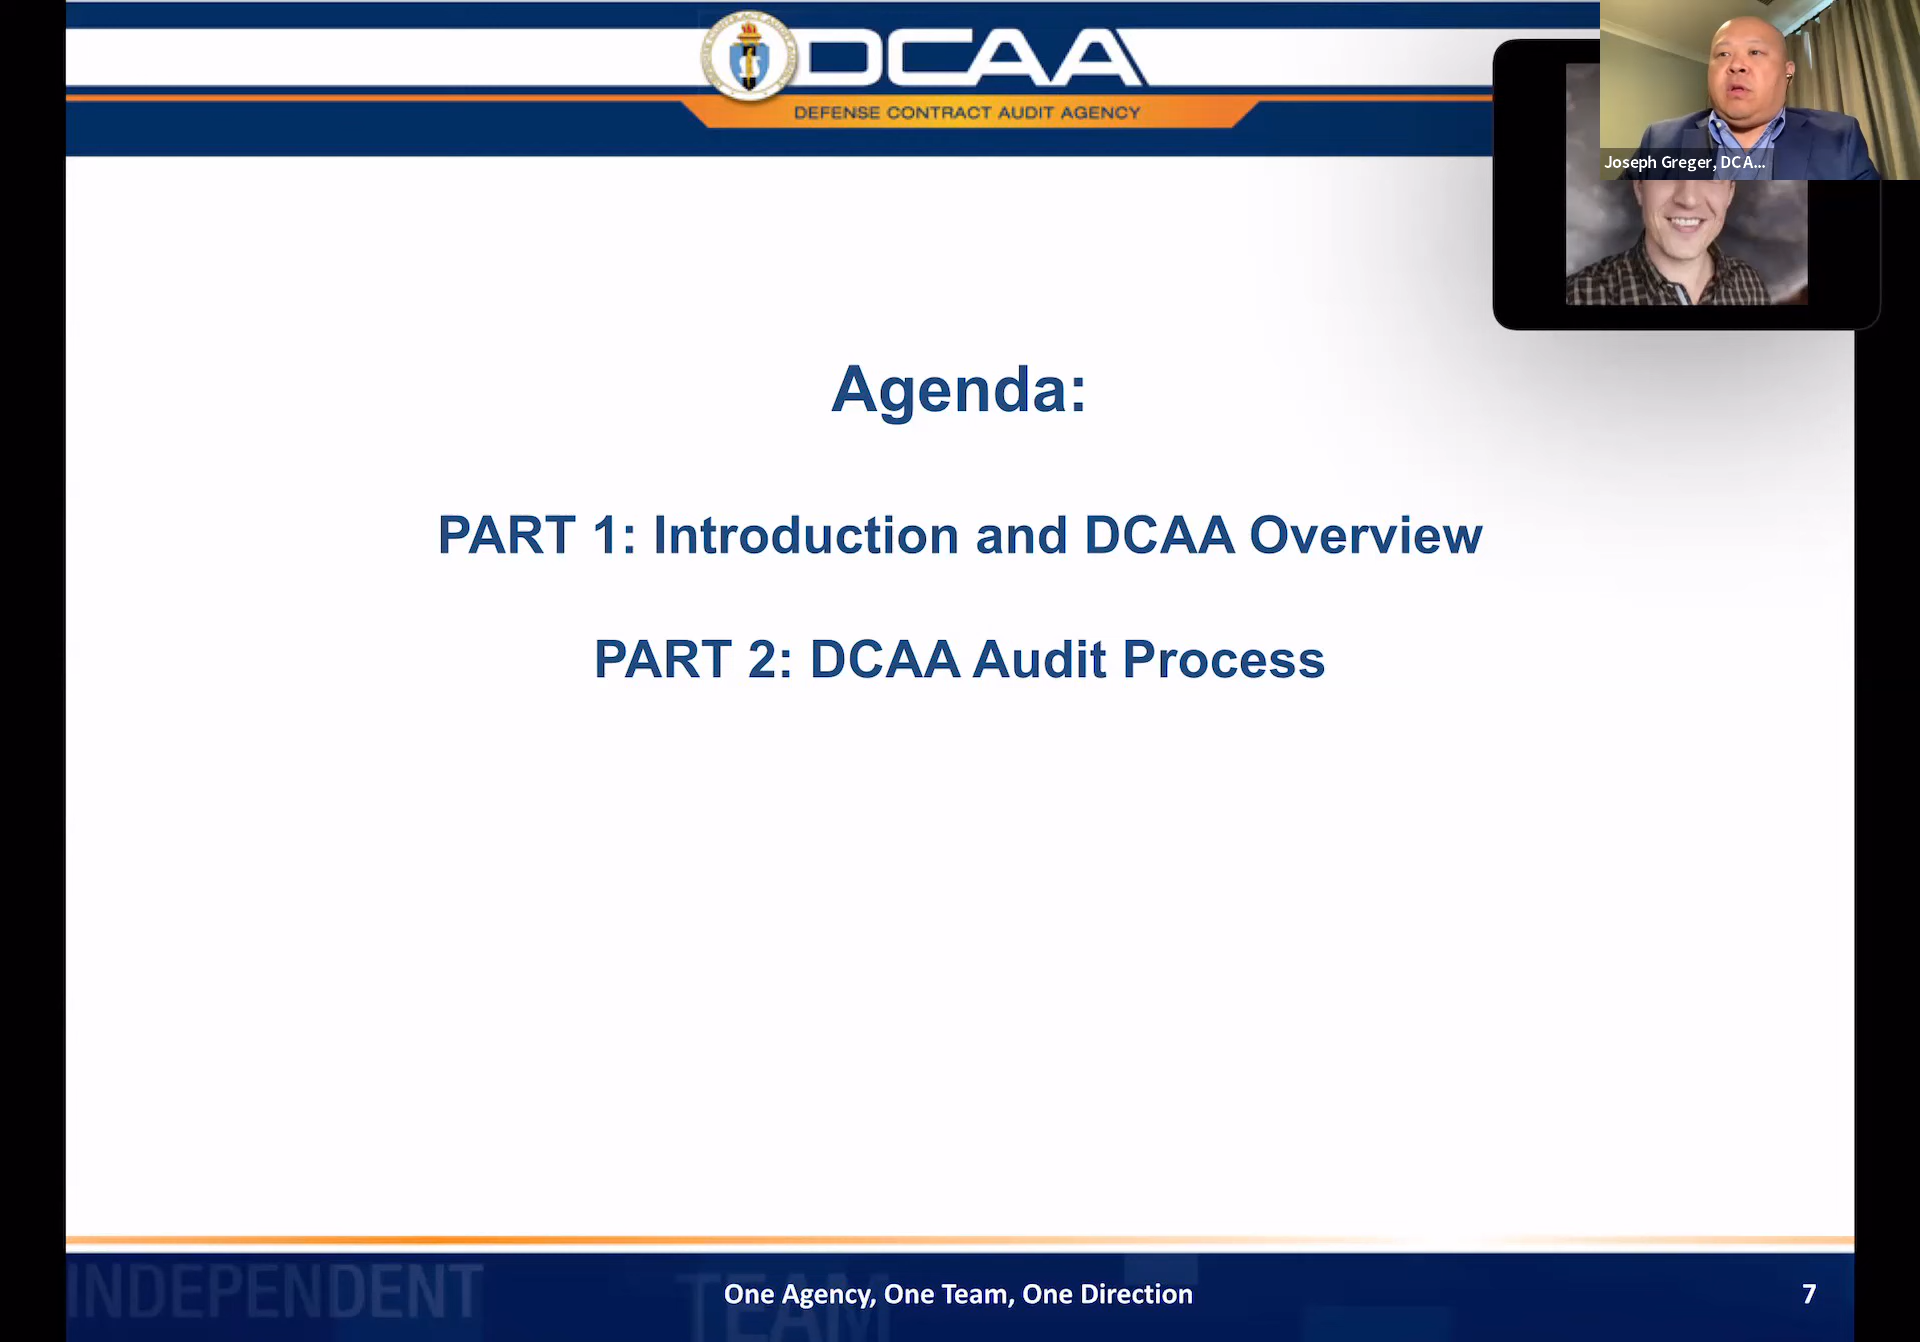 DCAA
DEFENSE CONTRACT AUDIT AGENCY
Joseph Greger, DCA...
Agenda:
PART 1: Introduction and DCAA Overview
PART 2: DCAA Audit Process
INDEPENDENT
TEAM
One Agency, One Team, One Direction
7